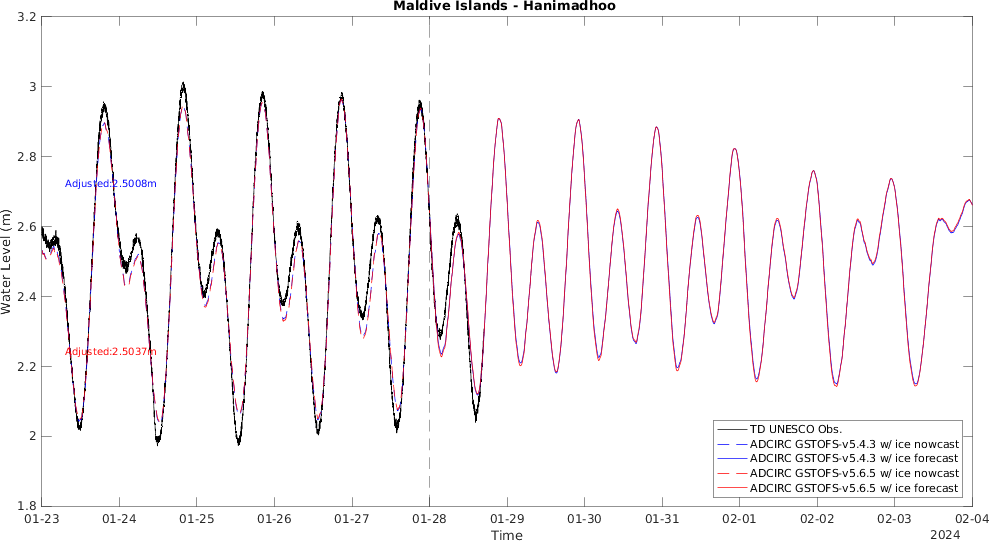 Maldive Islands - Hanimadhoo
Water Level (m)
3.2
3
2.8
2.6
2.4
2.2
2
1.8
Adjusted:2.5008m
Adjusted:2.5037m
TD UNESCO Obs.
ADCIRC GSTOFS-v5.4.3 w/ ice nowcast
ADCIRC GSTOFS-v5.4.3 w/ ice forecast
ADCIRC GSTOFS-v5.6.5 w/ ice nowcast
ADCIRC GSTOFS-v5.6.5 w/ ice forecast
01-23 01-24 01-25 01-26 01-27 01-28 01-29 01-30 01-31 02-01 02-02 02-03 02-04
Time
2024